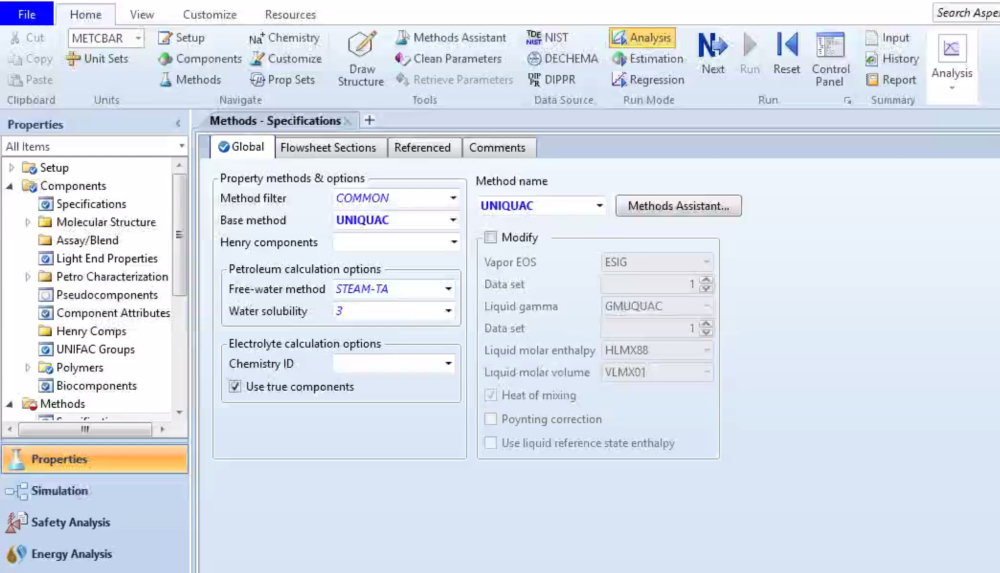 File Home View Customize Resources Search Aspe
Cut METCBAR Setup Na+ Chemistry Methods Assistant TDE NIST NIST Analysis Input
Copy Unit Sets Components Customize Clean Parameters DECHEMA Estimation History
Paste Methods Prop Sets Draw Structure Retrieve Parameters DIPPR DIPPR Regression Next Run Reset Control Panel Report Analysis
Clipboard Units Navigate Tools Data Source Run Mode Run Summary
Properties
All Items
Setup
Components
Specifications
Molecular Structure
Assay/Blend
Light End Properties
Petro Characterization
Pseudocomponents
Component Attributes
Henry Comps
UNIFAC Groups
Polymers
Biocomponents
Methods
Properties
Simulation
Safety Analysis
Energy Analysis
Methods - Specifications +
Global Flowsheet Sections Referenced Comments
Property methods & options
Method filter COMMON
Base method UNIQUAC
Henry components
Petroleum calculation options
Free-water method STEAM-TA
Water solubility 3
Electrolyte calculation options
Chemistry ID
Use true components
Method name
UNIQUAC Methods Assistant...
Modify
Vapor EOS ESIG
Data set 1
Liquid gamma GMUQUAC
Data set 1
Liquid molar enthalpy HLMX88
Liquid molar volume VLMX01
Heat of mixing
Poynting correction
Use liquid reference state enthalpy